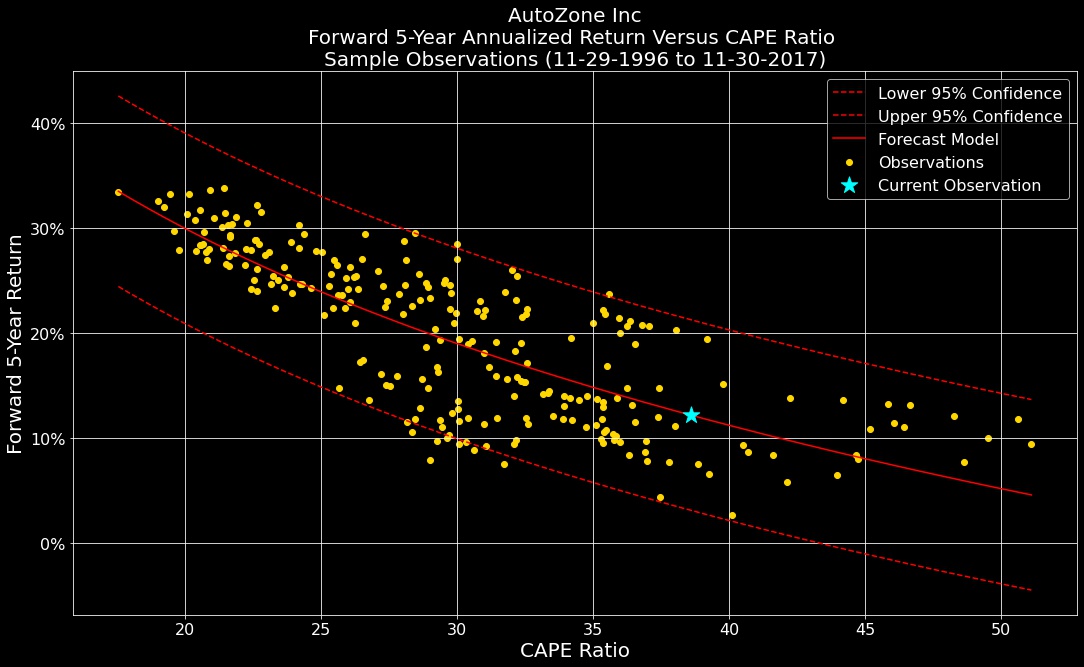 AutoZone Inc
Forward 5-Year Annualized Return Versus CAPE Ratio
Sample Observations (11-29-1996 to 11-30-2017)
Lower 95% Confidence
Upper 95% Confidence
Forecast Model
Observations
Current Observation
Forward 5-Year Return
40%
30%
20%
10%
0%
20 25 30 35 40 45 50
CAPE Ratio